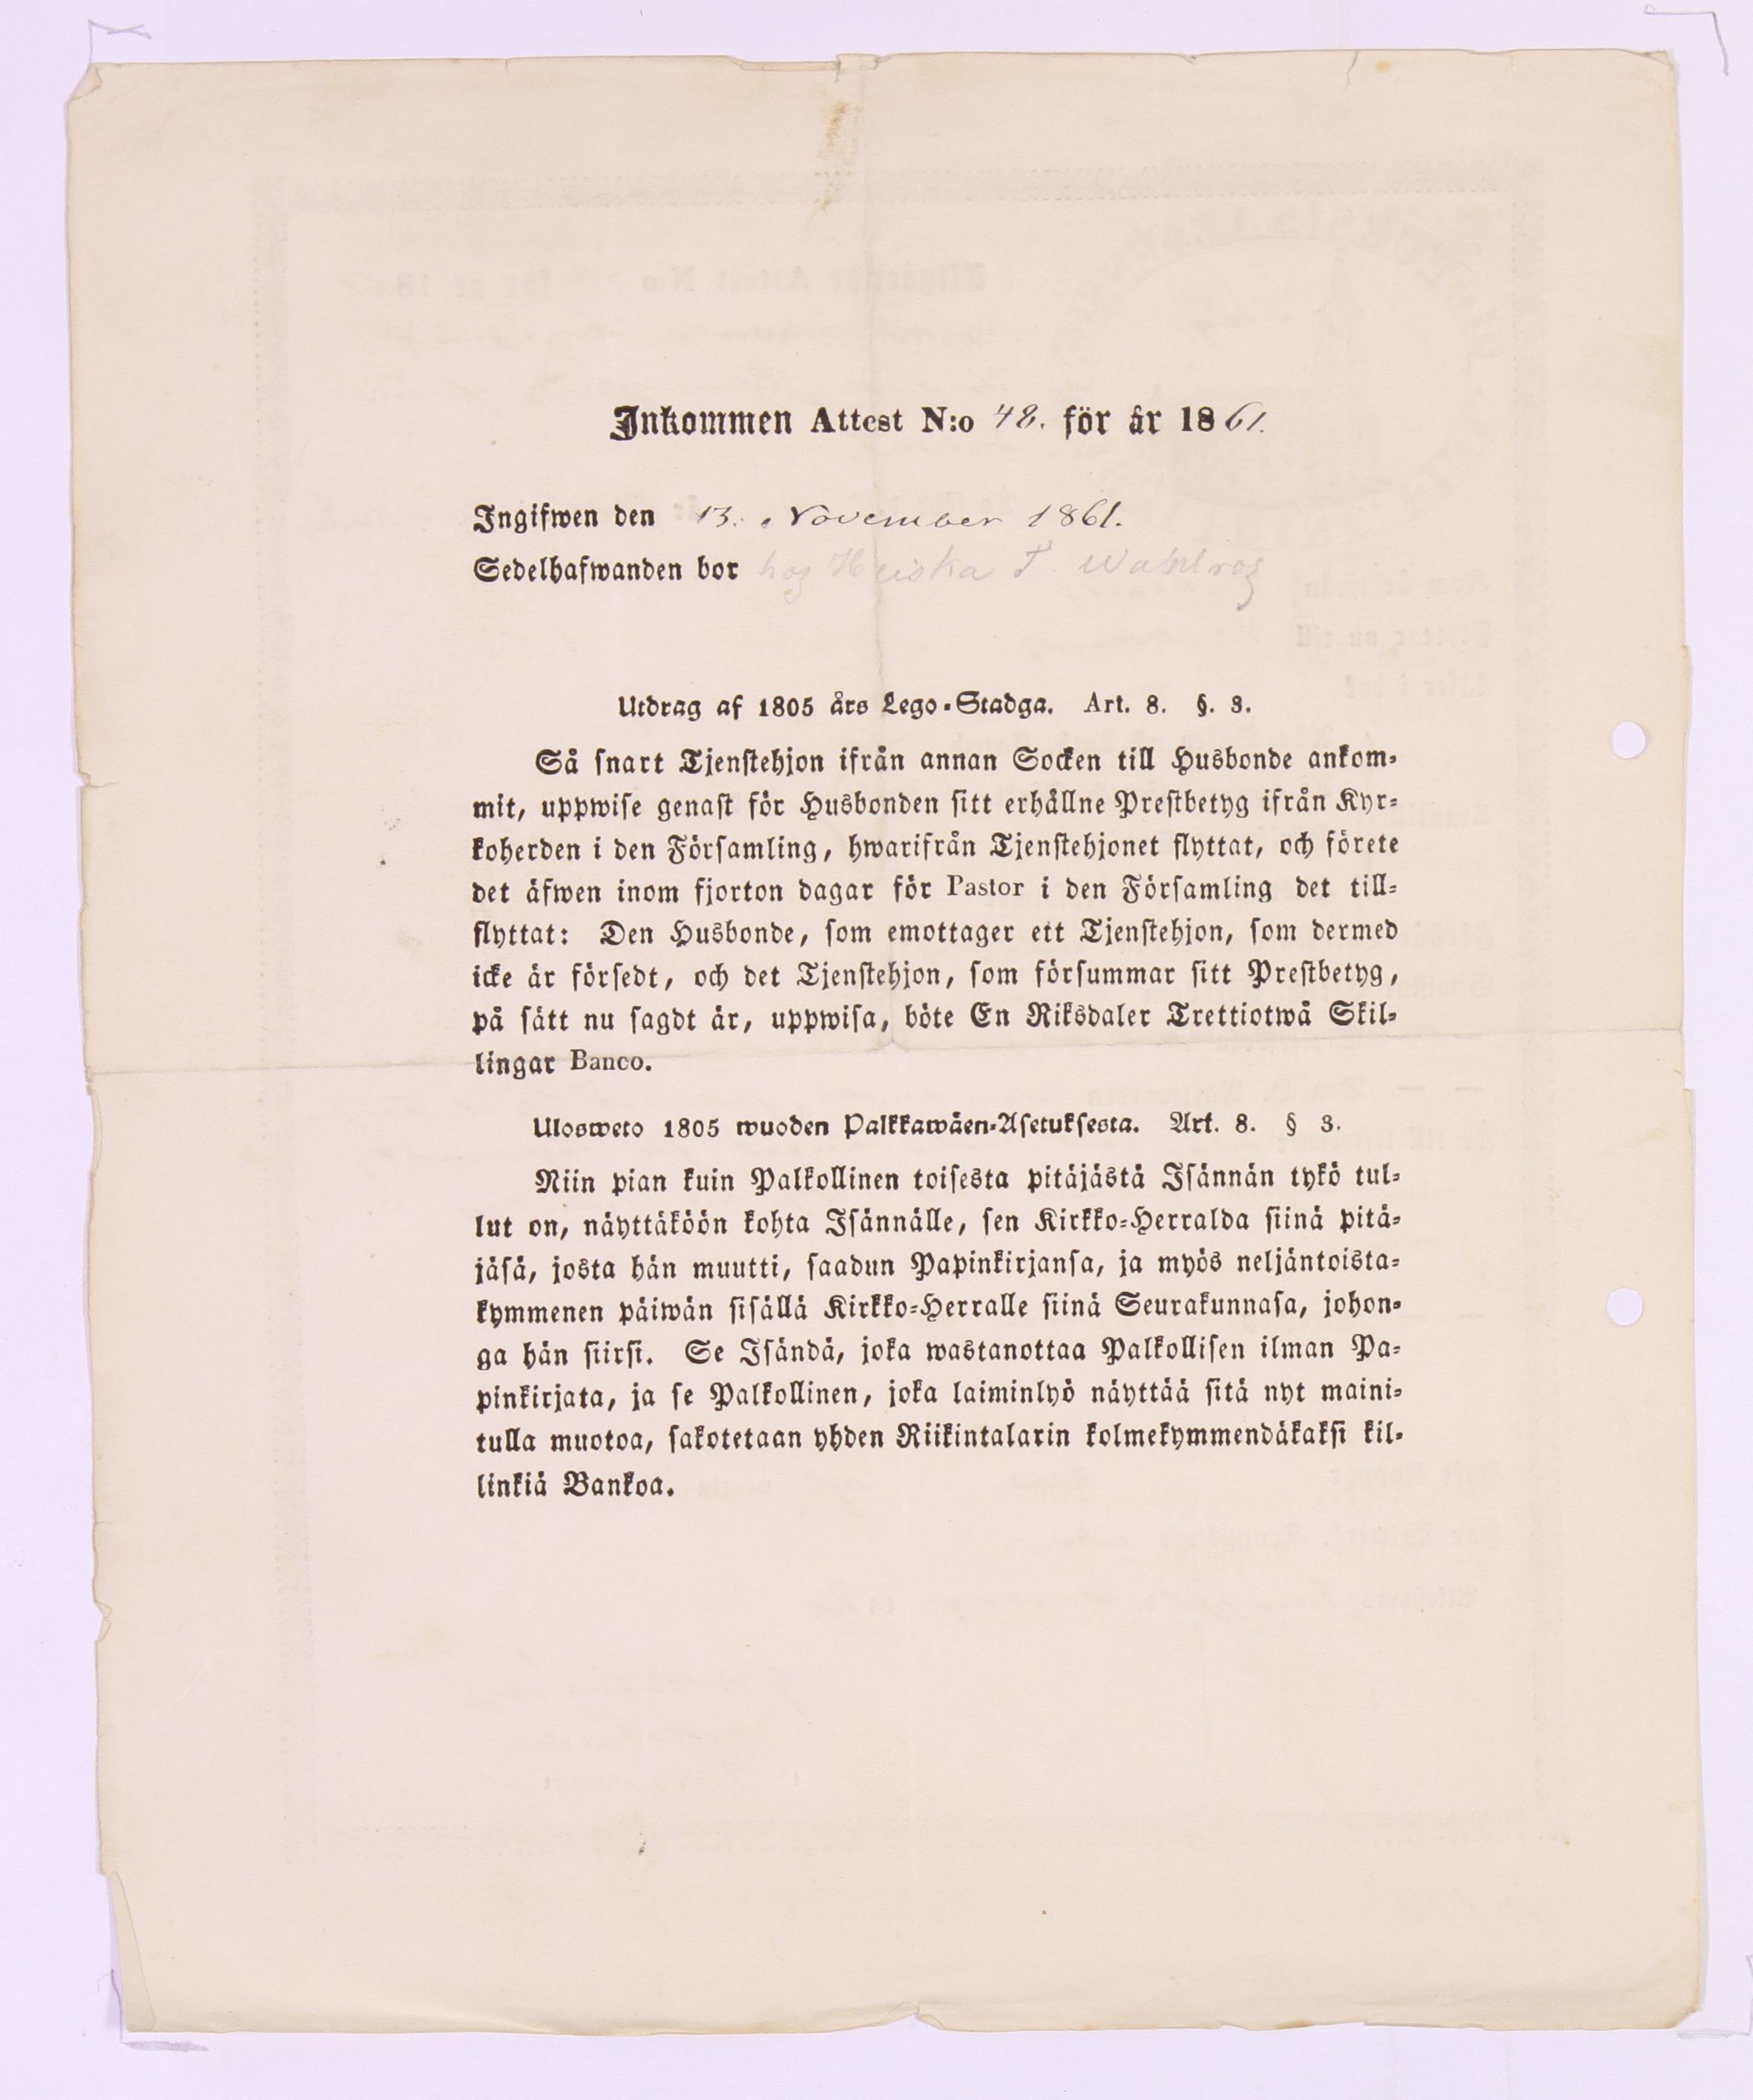 Inkommen Attest N:o 48. för år 1861.
Ingifwen den 13. November 1861.
Sedelhafwanden bor hos Heiska T. Wahlroos
Utdrag af 1805 års Lego-Stadga. Art. 8. §. 3.
Så snart Tjenstehjon ifrån annan Socken till Husbonde ankom-
mit, uppwise genast för Husbonden sitt erhållne Prestbetyg ifrån Kyr-
koherden i den Församling, hwarifrån Tjenstehjonet flyttat, och förete
det äfwen inom fjorton dagar för Pastor i den Församling det till-
flyttat: Den Husbonde, som emottager ett Tjenstehjon, som dermed
icke är försedt, och det Tjenstehjon, som försummar sitt Prestbetyg,
på sätt nu sagdt är, uppwisa, böte En Riksdaler Trettiotwå Skil-
lingar Banco.
Ulosweto 1805 wuoden Palkkawäen-Asetuksesta. Art. 8. § 3.
Niin pian kuin Palkollinen toisesta pitäjästä Isännän tykö tul-
lut on, näyttäköön kohta Isännälle, sen Kirkko-Herralda siinä pitä-
jäsä, josta hän muutti, saadun Papinkirjansa, ja myös neljäntoista-
kymmenen päiwän sisällä Kirkko-Herralle siinä Seurakunnasa, johon-
ga hän siirsi. Se Isändä, joka wastanottaa Palkollisen ilman Pa-
pinkirjata, ja se Palkollinen, joka laiminlyö näyttää sitä nyt maini-
tulla muotoa, sakotetaan yhden Riikintalarin kolmekymmendäkaksi kil-
linkiä Bankoa.